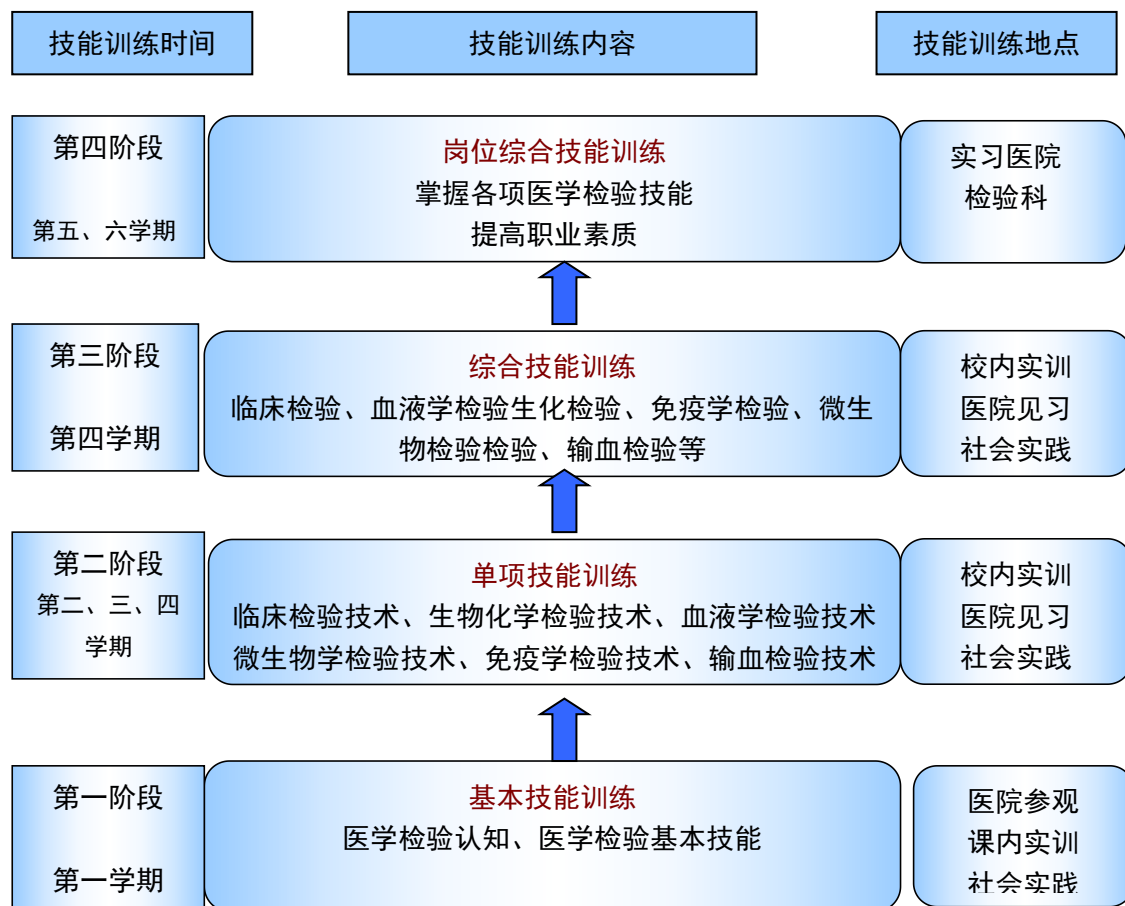 技能训练时间
技能训练内容
技能训练地点
第四阶段
第五、六学期
岗位综合技能训练
掌握各项医学检验技能
提高职业素质
实习医院
检验科
第三阶段
第四学期
综合技能训练
临床检验、血液学检验生化检验、免疫学检验、微生
物检验检验、输血检验等
校内实训
医院见习
社会实践
第二阶段
第二、三、四
学期
单项技能训练
临床检验技术、生物化学检验技术、血液学检验技术
微生物学检验技术、免疫学检验技术、输血检验技术
校内实训
医院见习
社会实践
第一阶段
第一学期
基本技能训练
医学检验认知、医学检验基本技能
医院参观
课内实训
社会实践